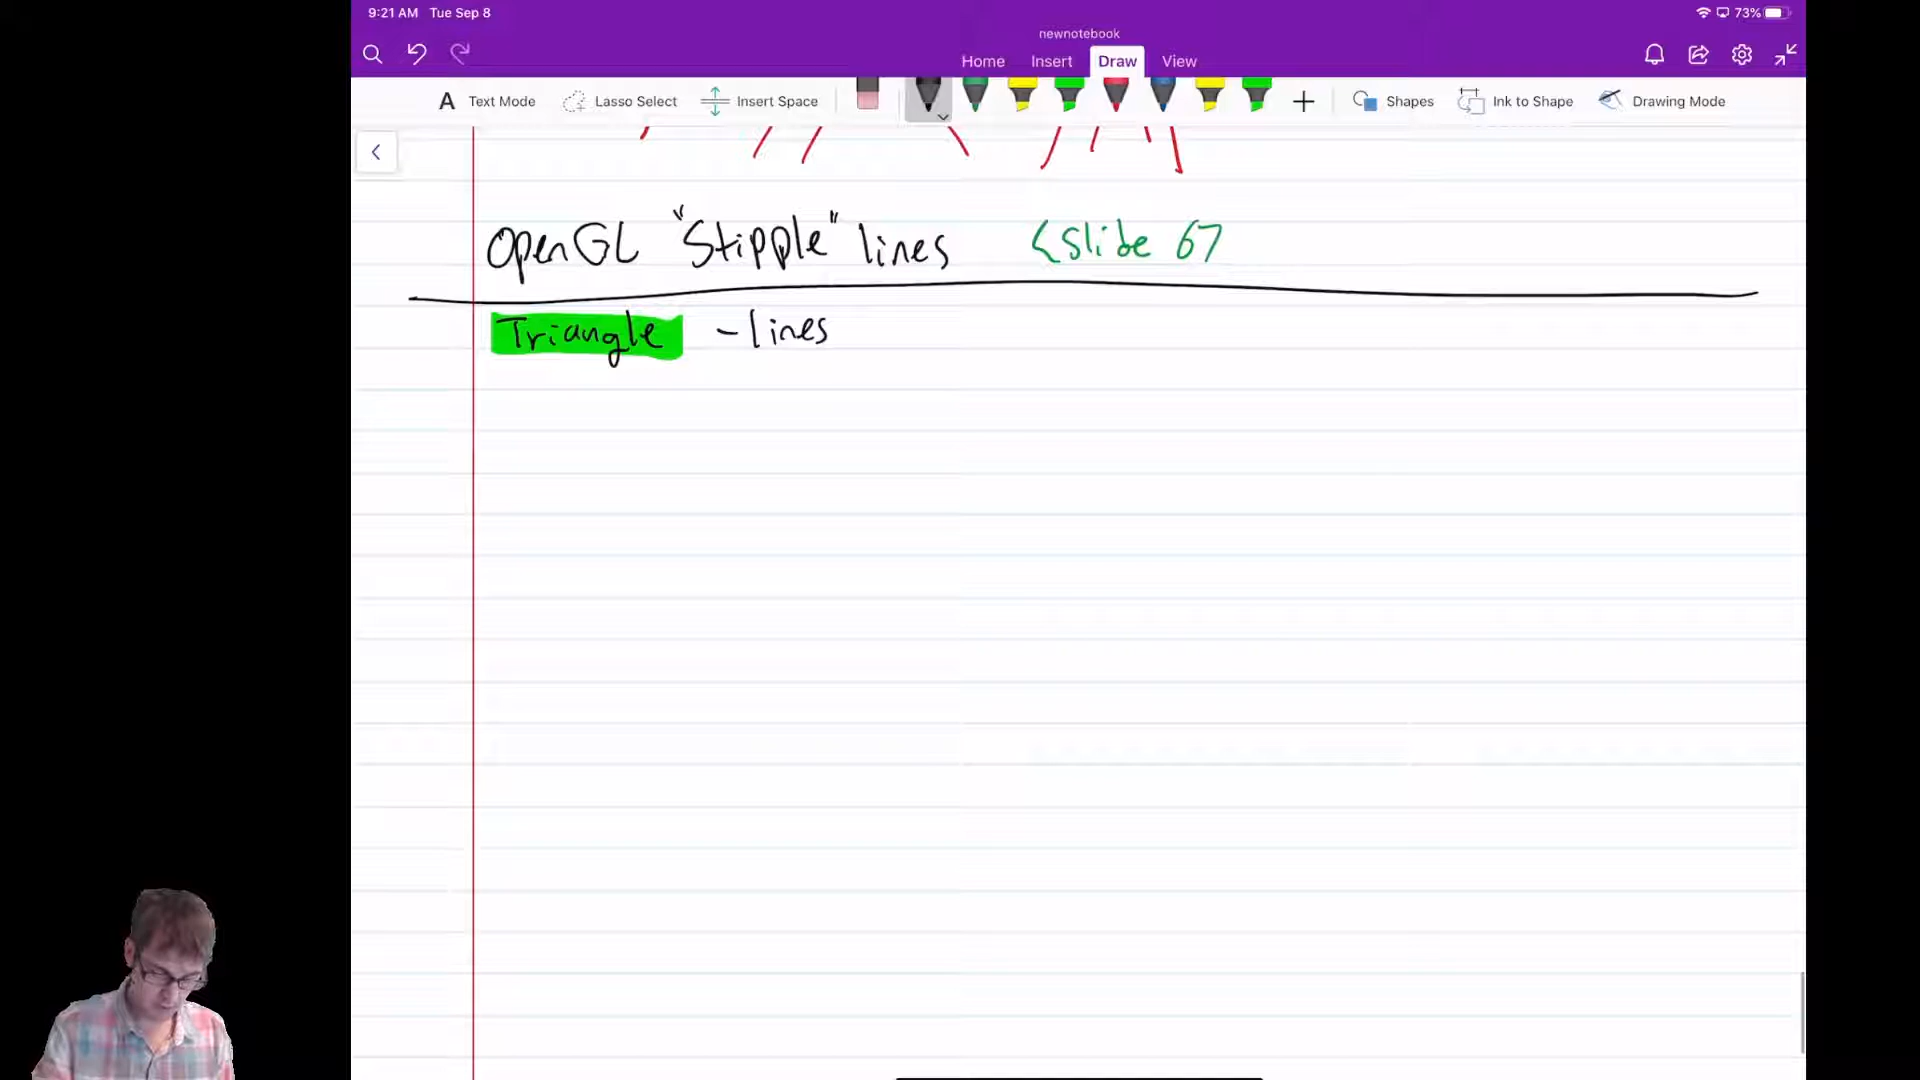 9:21 AM Tue Sep 8
73%
newnotebook
Home Insert Draw View
A Text Mode Lasso Select Insert Space Shapes Ink to Shape Drawing Mode
OpenGL "Stipple" lines <Slide 67
Triangle - lines